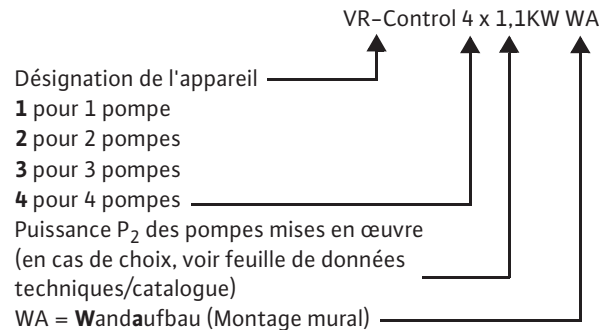 VR-Control 4 x 1,1KW WA
Désignation de l'appareil
1 pour 1 pompe
2 pour 2 pompes
3 pour 3 pompes
4 pour 4 pompes
Puissance P2 des pompes mises en œuvre
(en cas de choix, voir feuille de données
techniques/catalogue)
WA = Wandaufbau (Montage mural)